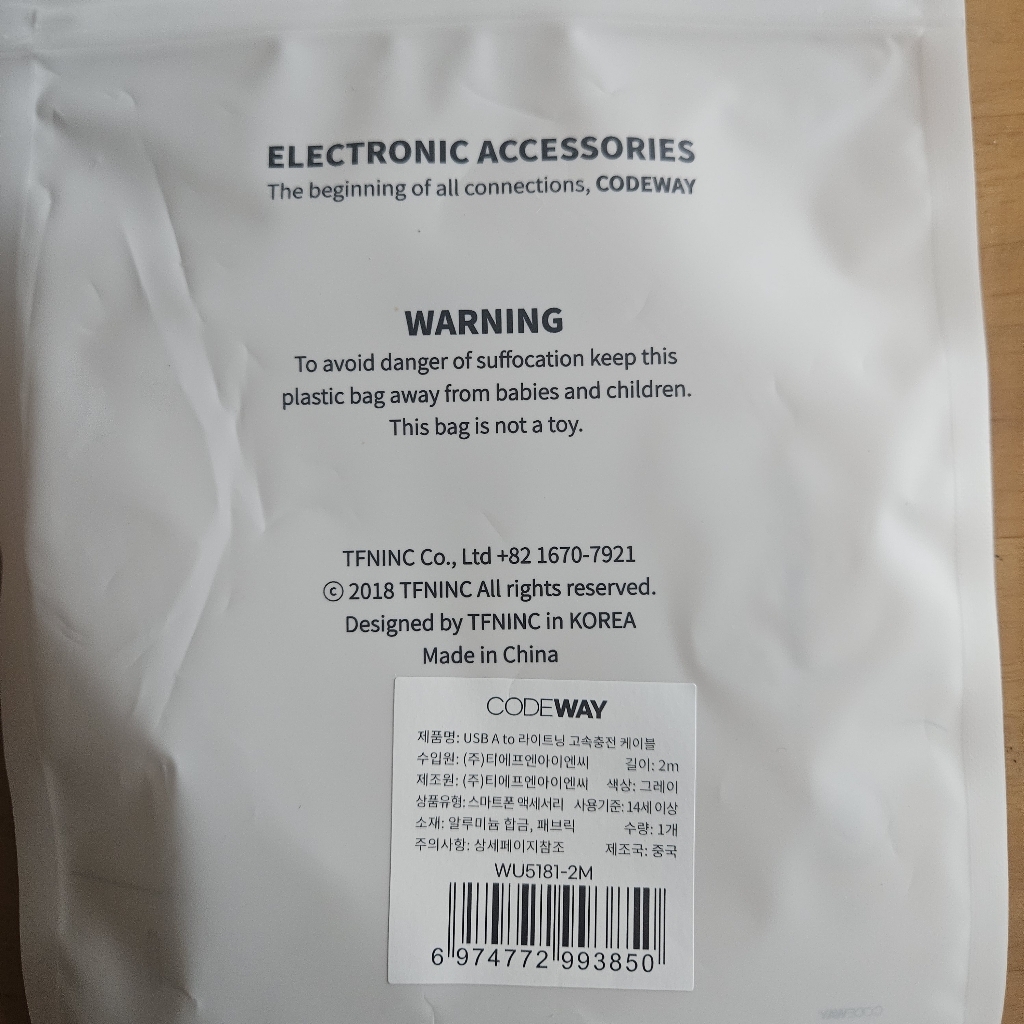 ELECTRONIC ACCESSORIES
The beginning of all connections, CODEWAY
WARNING
To avoid danger of suffocation keep this
plastic bag away from babies and children.
This bag is not a toy.
TFNINC Co., Ltd +82 1670-7921
ⓒ 2018 TFNINC All rights reserved.
Designed by TFNINC in KOREA
Made in China
CODEWAY
제품명: USB A to 라이트닝 고속충전 케이블
수입원: (주)티에프엔아이엔씨 길이: 2m
제조원: (주)티에프엔아이엔씨 색상: 그레이
상품유형: 스마트폰 액세서리 사용기준: 14세 이상
소재: 알루미늄 합금, 패브릭 수량: 1개
주의사항: 상세페이지참조 제조국: 중국
WU5181-2M
6 974772 993850